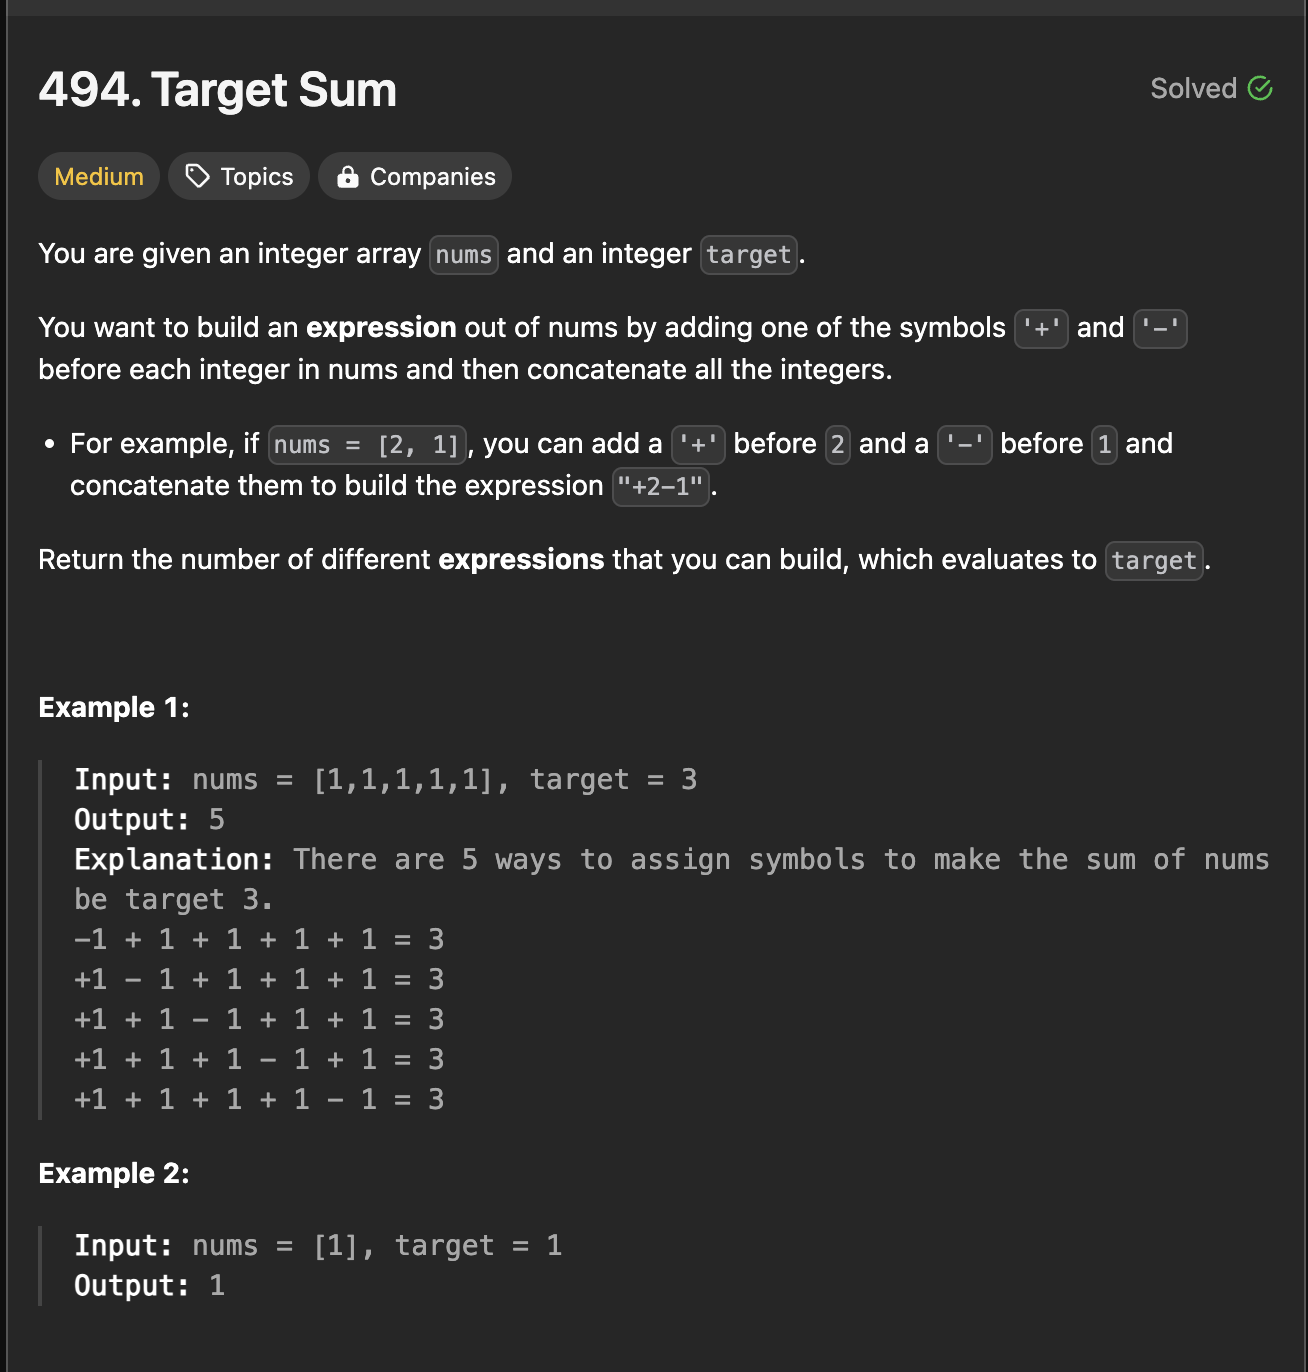 494. Target Sum
Solved
Medium
Topics
Companies
You are given an integer array nums and an integer target.
You want to build an expression out of nums by adding one of the symbols '+' and '-'
before each integer in nums and then concatenate all the integers.
• For example, if nums = [2, 1], you can add a '+' before 2 and a '-' before 1 and
concatenate them to build the expression "+2-1".
Return the number of different expressions that you can build, which evaluates to target.
Example 1:
Input: nums = [1,1,1,1,1], target = 3
Output: 5
Explanation: There are 5 ways to assign symbols to make the sum of nums
be target 3.
-1 + 1 + 1 + 1 + 1 = 3
+1 - 1 + 1 + 1 + 1 = 3
+1 + 1 - 1 + 1 + 1 = 3
+1 + 1 + 1 - 1 + 1 = 3
+1 + 1 + 1 + 1 - 1 = 3
Example 2:
Input: nums = [1], target = 1
Output: 1